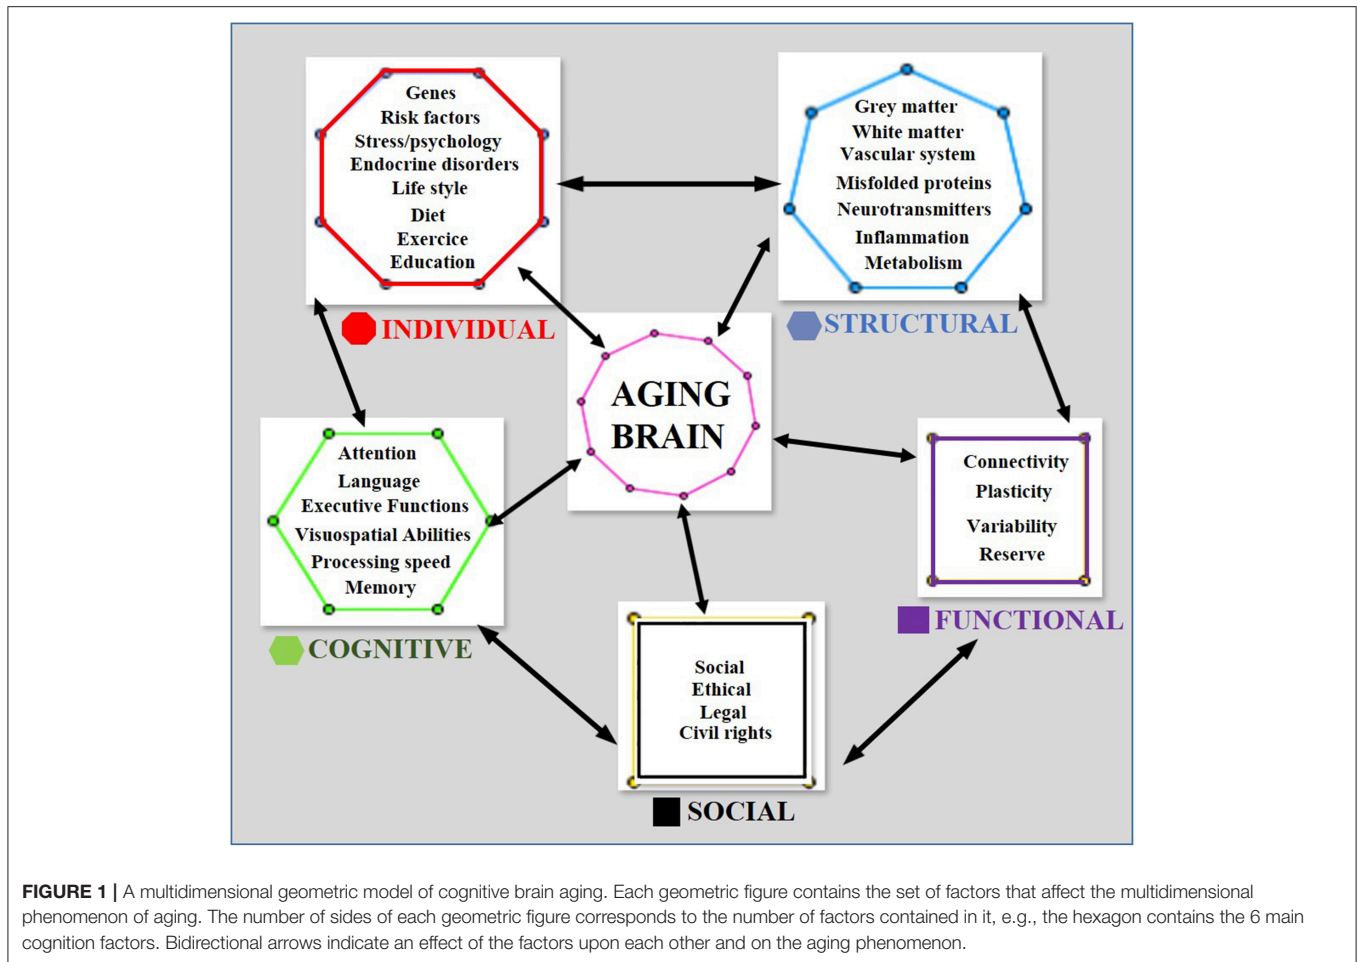 Genes
Risk factors
Stress/psychology
Endocrine disorders
Life style
Diet
Exercice
Education
INDIVIDUAL
Grey matter
White matter
Vascular system
Misfolded proteins
Neurotransmitters
Inflammation
Metabolism
STRUCTURAL
AGING
BRAIN
Attention
Language
Executive Functions
Visuospatial Abilities
Processing speed
Memory
COGNITIVE
Connectivity
Plasticity
Variability
Reserve
FUNCTIONAL
Social
Ethical
Legal
Civil rights
SOCIAL
FIGURE 1 | A multidimensional geometric model of cognitive brain aging. Each geometric figure contains the set of factors that affect the multidimensional
phenomenon of aging. The number of sides of each geometric figure corresponds to the number of factors contained in it, e.g., the hexagon contains the 6 main
cognition factors. Bidirectional arrows indicate an effect of the factors upon each other and on the aging phenomenon.